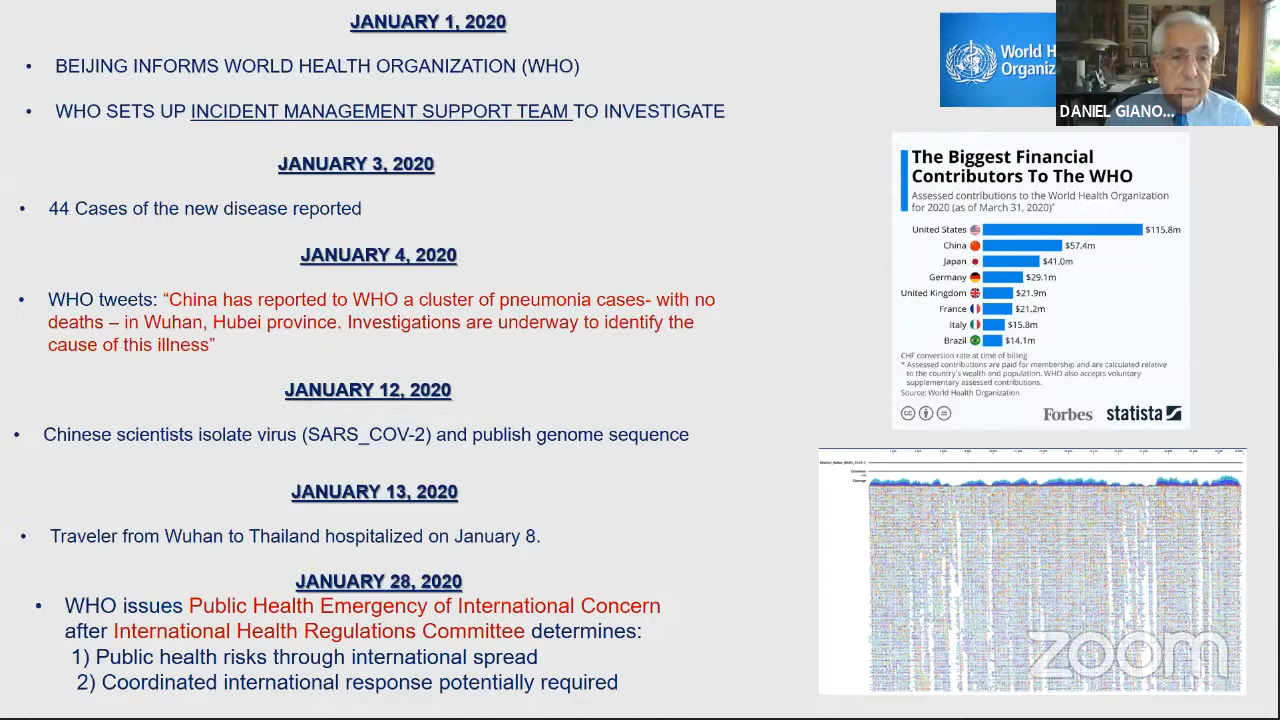 JANUARY 1, 2020
• BEIJING INFORMS WORLD HEALTH ORGANIZATION (WHO)
• WHO SETS UP INCIDENT MANAGEMENT SUPPORT TEAM TO INVESTIGATE
JANUARY 3, 2020
• 44 Cases of the new disease reported
JANUARY 4, 2020
• WHO tweets: “China has reported to WHO a cluster of pneumonia cases- with no
deaths – in Wuhan, Hubei province. Investigations are underway to identify the
cause of this illness”
JANUARY 12, 2020
• Chinese scientists isolate virus (SARS_COV-2) and publish genome sequence
JANUARY 13, 2020
• Traveler from Wuhan to Thailand hospitalized on January 8.
JANUARY 28, 2020
• WHO issues Public Health Emergency of International Concern
after International Health Regulations Committee determines:
1) Public health risks through international spread
2) Coordinated international response potentially required
World H
Organiz
DANIEL GIANO...
The Biggest Financial
Contributors To The WHO
Assessed contributions to the World Health Organization
for 2020 (as of March 31, 2020)*
United States $115.8m
China $57.4m
Japan $41.0m
Germany $29.1m
United Kingdom $21.9m
France $21.2m
Italy $15.8m
Brazil $14.1m
CHF conversion rate at time of billing
* Assessed contributions are paid for membership and are calculated relative
to the country's wealth and population. WHO also accepts voluntary
supplementary assessed contributions.
Source: World Health Organization
Forbes statista
Consensus
Coverage
zoom